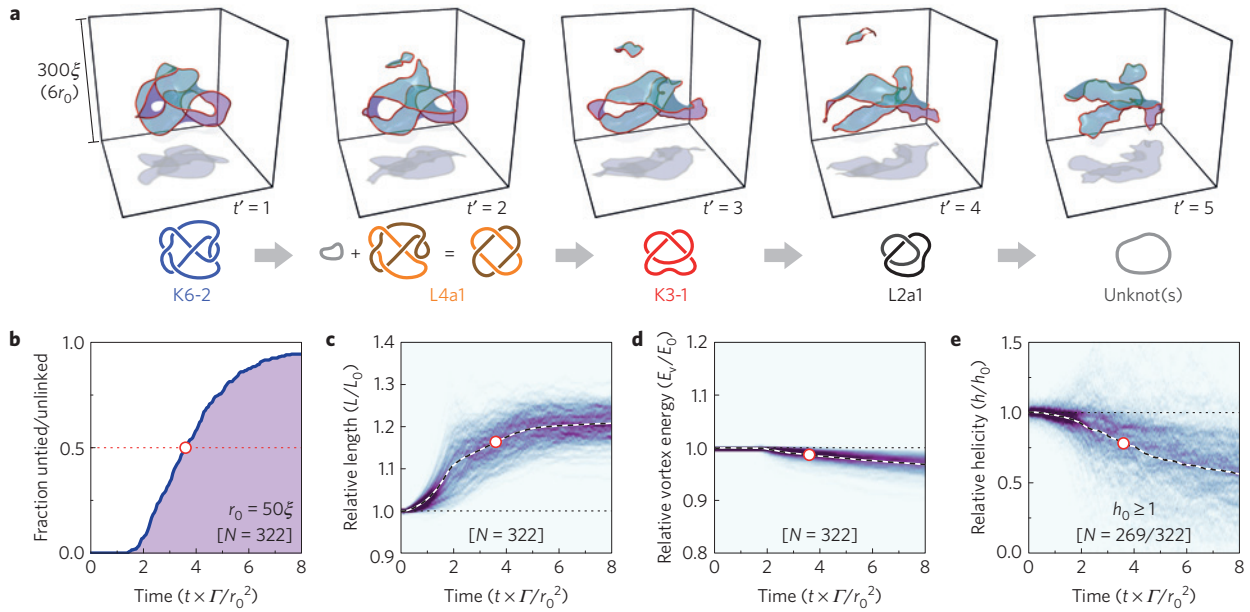 a
300ξ
(6r₀)
t′ = 1
t′ = 2
t′ = 3
t′ = 4
t′ = 5
+
=
K6-2
L4a1
K3-1
L2a1
Unknot(s)
b
Fraction untied/unlinked
1.0
0.5
0.0
r₀ = 50ξ
[N = 322]
0 2 4 6 8
Time (t × Γ/r₀²)
c
Relative length (L/L₀)
1.4
1.3
1.2
1.1
1.0
0.9
[N = 322]
0 2 4 6 8
Time (t × Γ/r₀²)
d
Relative vortex energy (Eᵥ/E₀)
1.2
1.1
1.0
0.9
0.8
[N = 322]
0 4 8
Time (t × Γ/r₀²)
e
Relative helicity (h/h₀)
1.5
1.0
0.5
0.0
h₀ ≥ 1
[N = 269/322]
0 2 4 6 8
Time (t × Γ/r₀²)